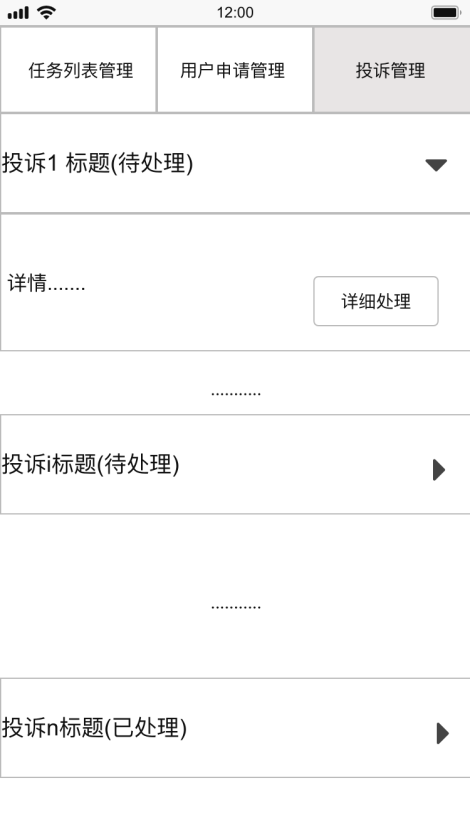 12:00
任务列表管理 用户申请管理 投诉管理
投诉1 标题(待处理)
详情.......
详细处理
...........
投诉i标题(待处理)
...........
投诉n标题(已处理)